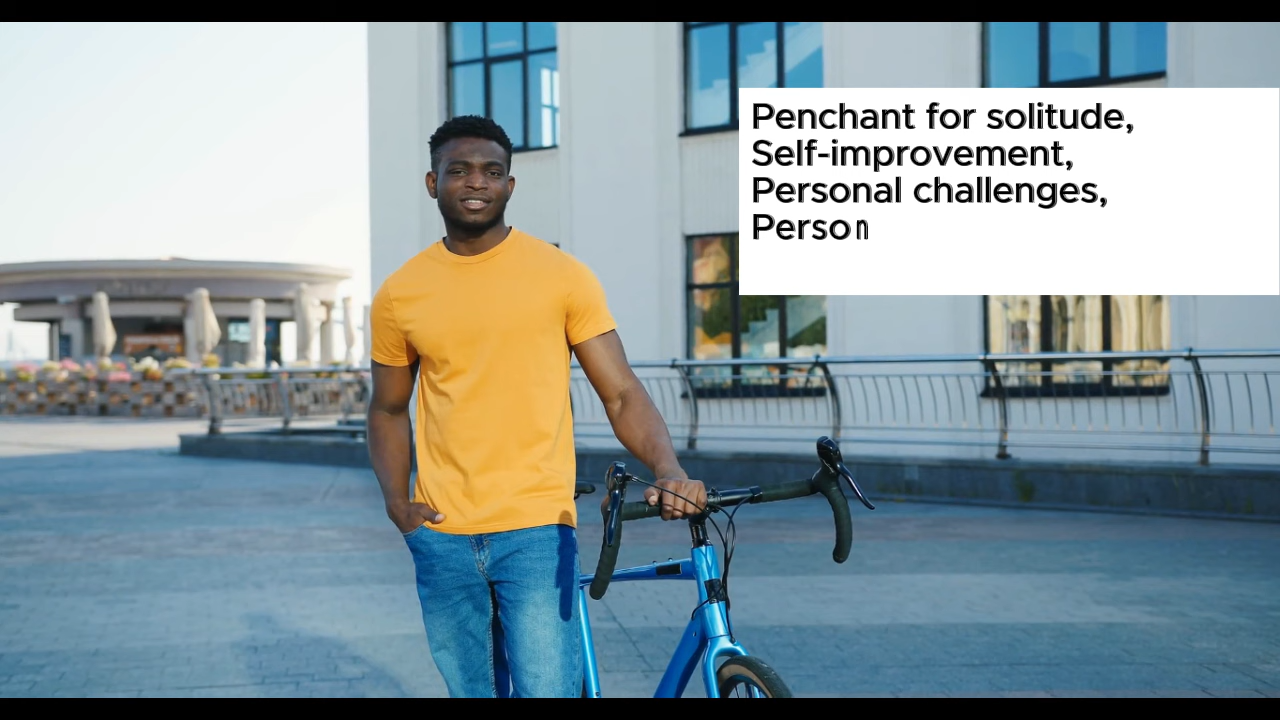 Penchant for solitude,
Self-improvement,
Personal challenges,
Person